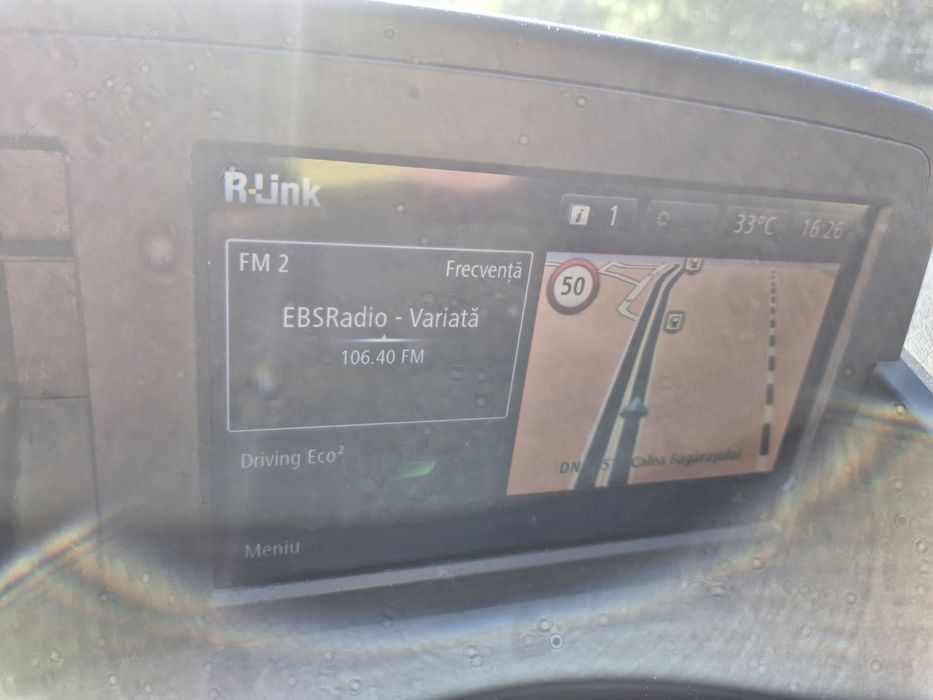 R-Link
1
33°C
16:26
FM 2
Frecvență
EBSRadio - Variată
106.40 FM
50
Driving Eco²
Calea Făgărașului
Meniu